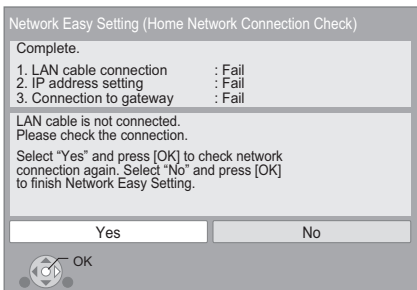 Network Easy Setting (Home Network Connection Check)
Complete.
1. LAN cable connection : Fail
2. IP address setting : Fail
3. Connection to gateway : Fail
LAN cable is not connected.
Please check the connection.
Select “Yes” and press [OK] to check network
connection again. Select “No” and press [OK]
to finish Network Easy Setting.
Yes No
OK